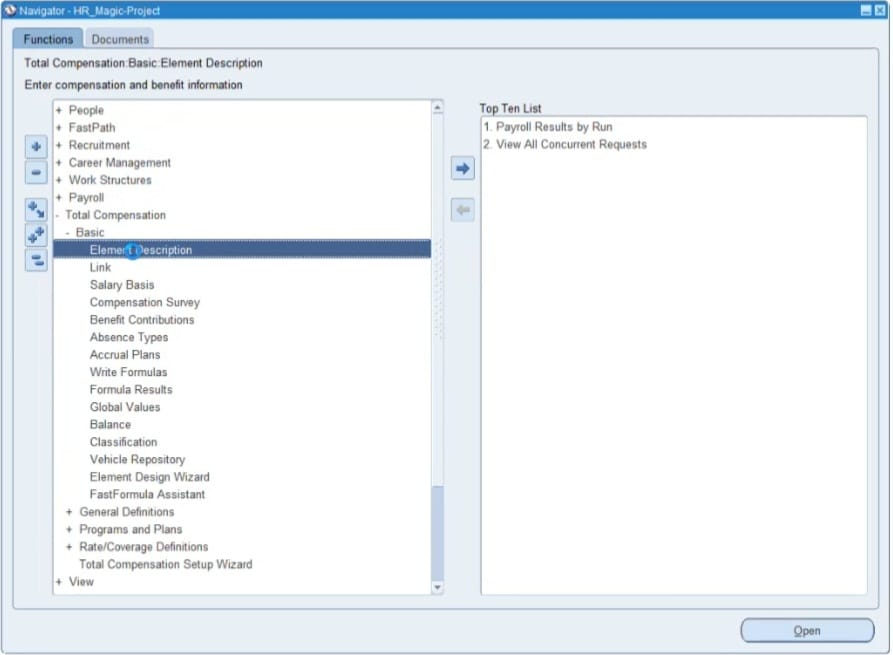 Navigator - HR_Magic-Project
Functions
Documents
Total Compensation:Basic:Element Description
Enter compensation and benefit information
+ People
+ FastPath
+ Recruitment
+ Career Management
+ Work Structures
+ Payroll
- Total Compensation
- Basic
Element Description
Link
Salary Basis
Compensation Survey
Benefit Contributions
Absence Types
Accrual Plans
Write Formulas
Formula Results
Global Values
Balance
Classification
Vehicle Repository
Element Design Wizard
FastFormula Assistant
+ General Definitions
+ Programs and Plans
+ Rate/Coverage Definitions
Total Compensation Setup Wizard
+ View
Top Ten List
1. Payroll Results by Run
2. View All Concurrent Requests
Open